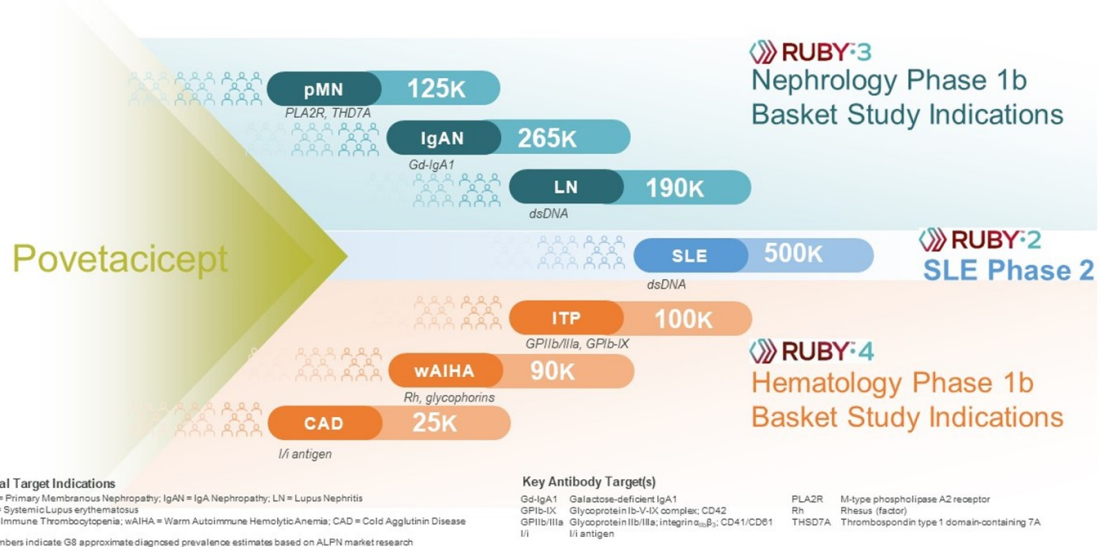 RUBY·3
Nephrology Phase 1b
Basket Study Indications
pMN 125K
PLA2R, THD7A
IgAN 265K
Gd-IgA1
LN 190K
dsDNA
Povetacicept
SLE 500K
dsDNA
RUBY·2
SLE Phase 2
ITP 100K
GPIIb/IIIa, GPIb-IX
wAIHA 90K
Rh, glycophorins
CAD 25K
I/i antigen
RUBY·4
Hematology Phase 1b
Basket Study Indications
al Target Indications
= Primary Membranous Nephropathy; IgAN = IgA Nephropathy; LN = Lupus Nephritis
= Systemic Lupus erythematosus
Immune Thrombocytopenia; wAIHA = Warm Autoimmune Hemolytic Anemia; CAD = Cold Agglutinin Disease
mbers indicate G8 approximate diagnosed prevalence estimates based on ALPN market research
Key Antibody Target(s)
Gd-IgA1 Galactose-deficient IgA1
GPIb-IX Glycoprotein Ib-V-IX complex; CD42
GPIIb/IIIa Glycoprotein IIb/IIIa; integrin αIIbβ3; CD41/CD61
I/i I/i antigen
PLA2R M-type phospholipase A2 receptor
Rh Rhesus (factor)
THSD7A Thrombospondin type 1 domain-containing 7A